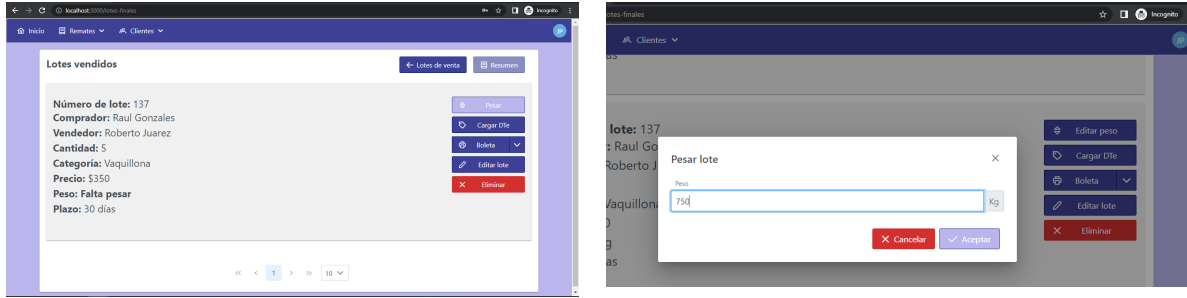 localhost:3000/lotes-finales
Incognito
Inicio Remates Clientes JP
Lotes vendidos
Lotes de venta Resumen
Número de lote: 137
Comprador: Raul Gonzales
Vendedor: Roberto Juarez
Cantidad: 5
Categoría: Vaquillona
Precio: $350
Peso: Falta pesar
Plazo: 30 días
Pesar
Cargar DTe
Boleta
Editar lote
Eliminar
« < 1 > » 10
otes-finales
Incognito
Clientes JP
lote: 137
: Raul Go
Roberto J
Vaquillona
0
g
as
Editar peso
Cargar DTe
Boleta
Editar lote
Eliminar
Pesar lote
Peso
750 Kg
Cancelar Aceptar